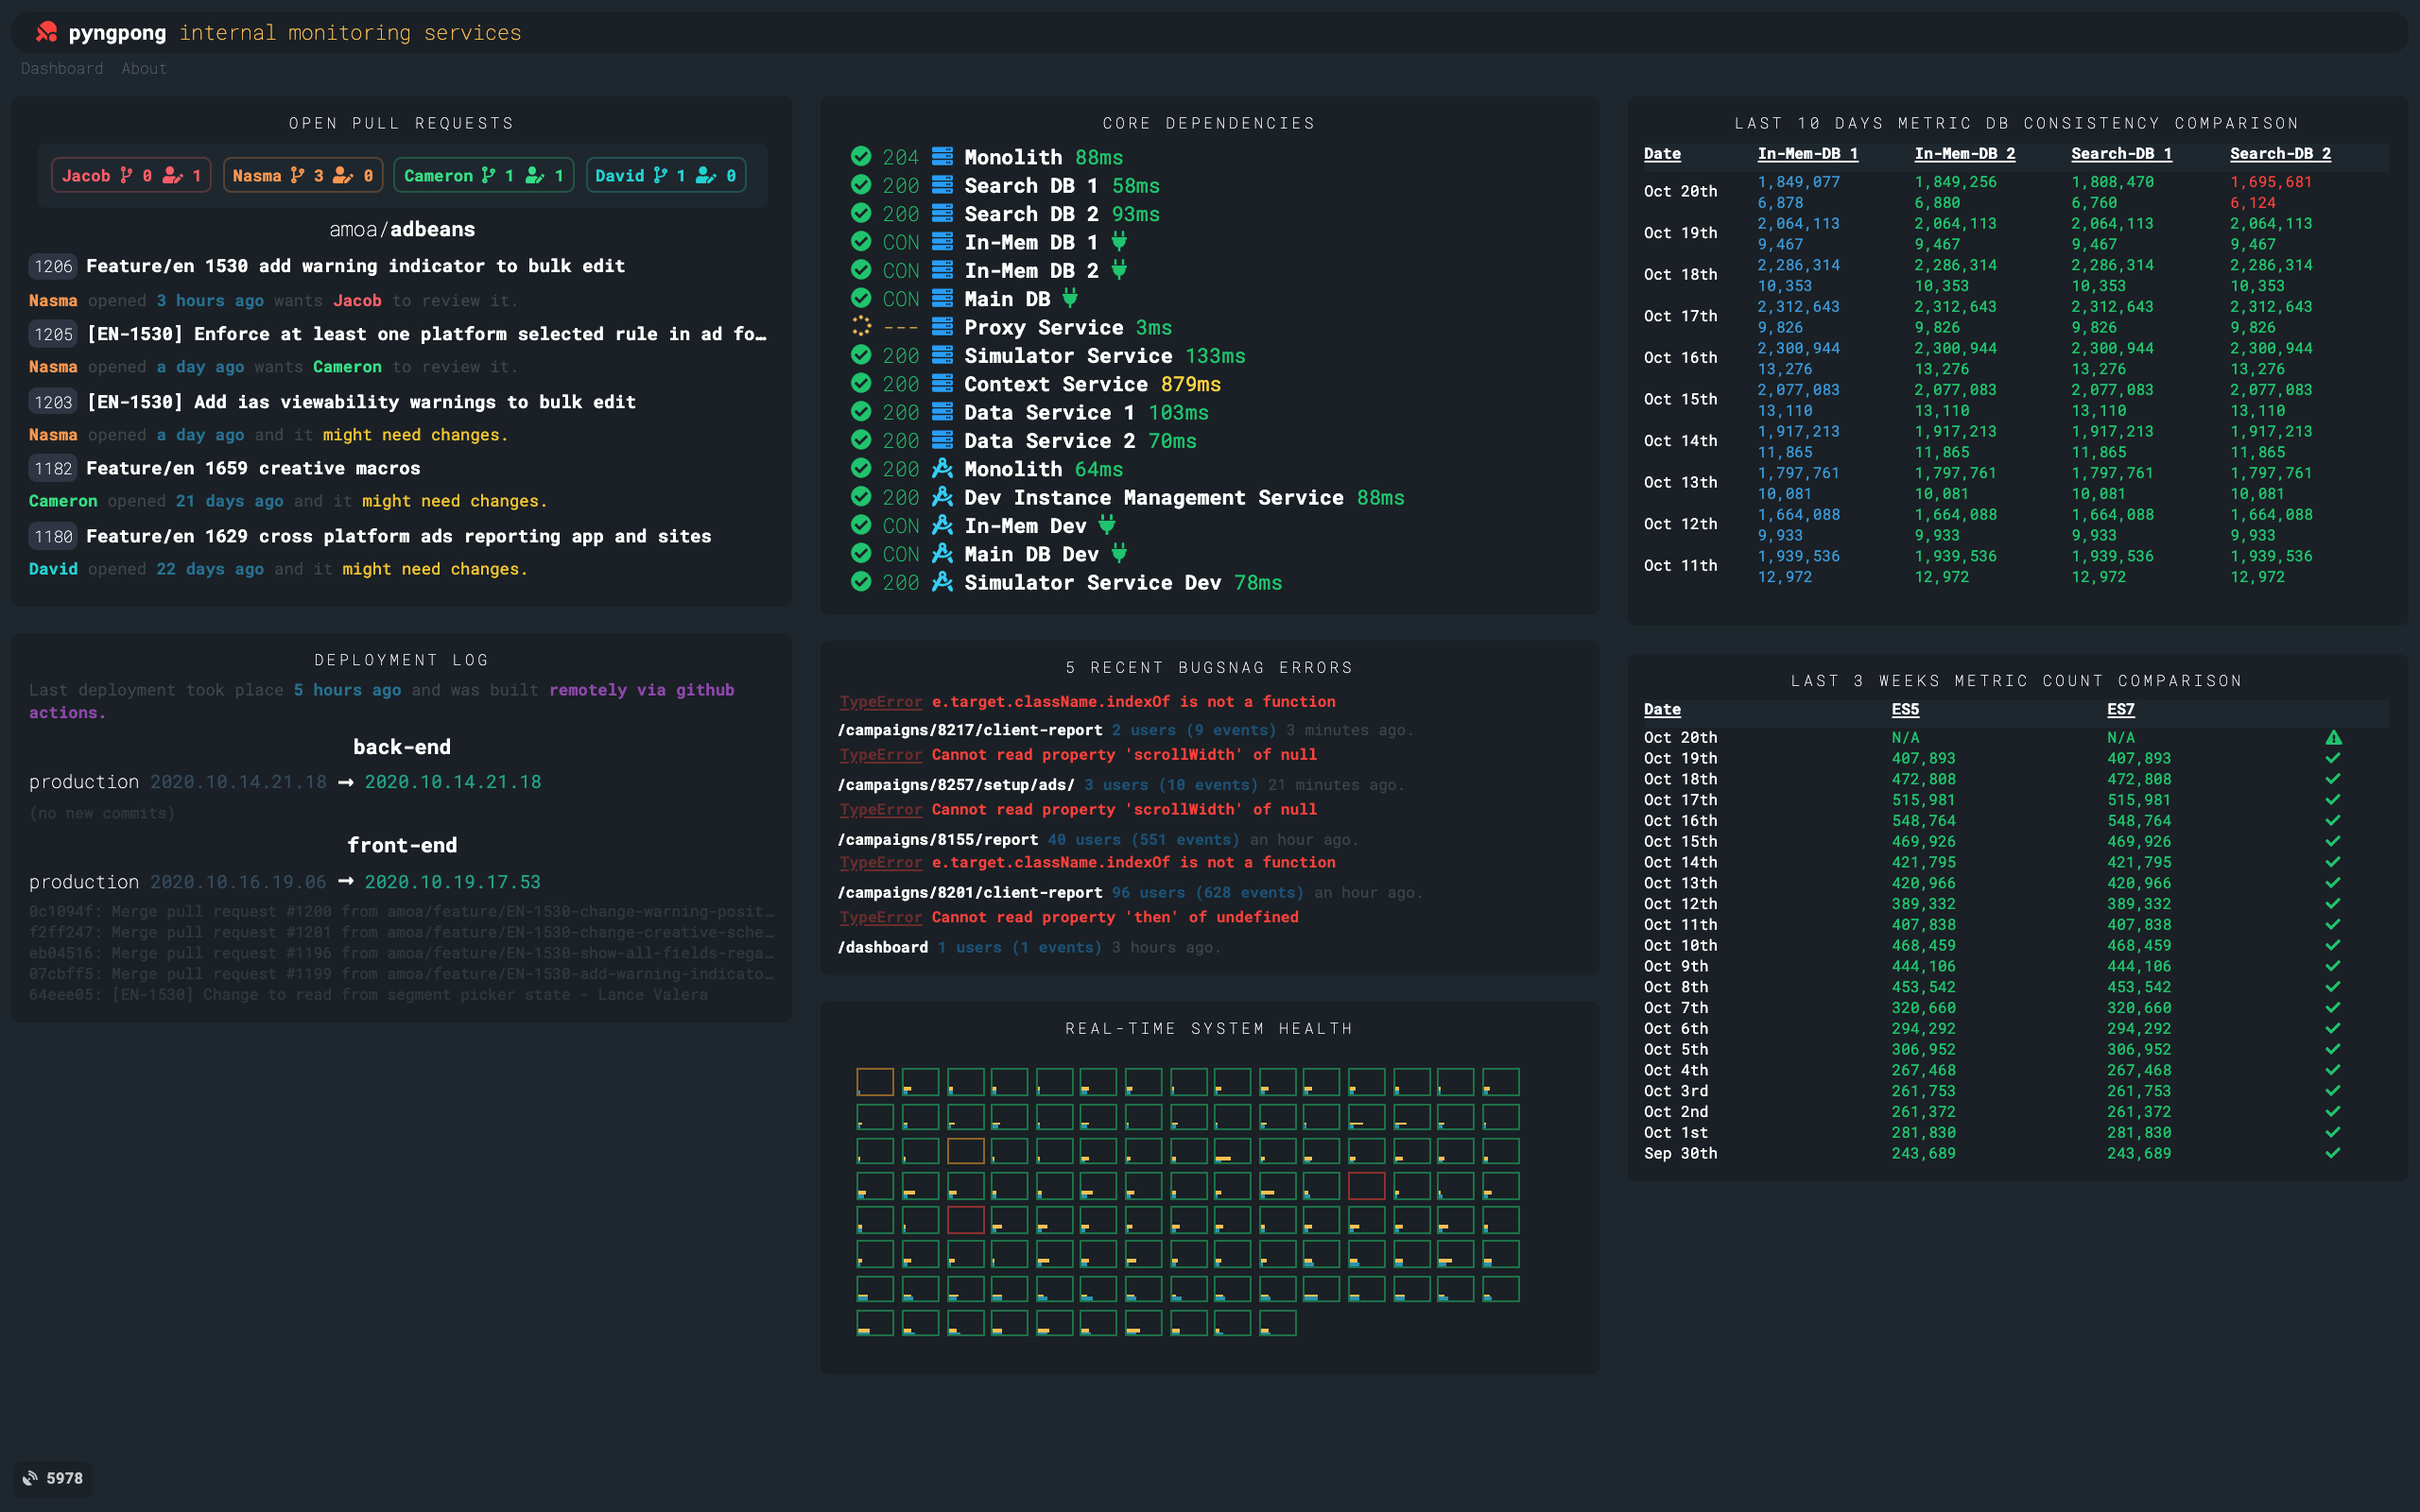 pyngpong internal monitoring services
Dashboard About
OPEN PULL REQUESTS
Jacob 0 1 Nasma 3 0 Cameron 1 1 David 1 0
amoa/adbeans
1206 Feature/en 1530 add warning indicator to bulk edit
Nasma opened 3 hours ago wants Jacob to review it.
1205 [EN-1530] Enforce at least one platform selected rule in ad fo…
Nasma opened a day ago wants Cameron to review it.
1203 [EN-1530] Add ias viewability warnings to bulk edit
Nasma opened a day ago and it might need changes.
1182 Feature/en 1659 creative macros
Cameron opened 21 days ago and it might need changes.
1180 Feature/en 1629 cross platform ads reporting app and sites
David opened 22 days ago and it might need changes.
DEPLOYMENT LOG
Last deployment took place 5 hours ago and was built remotely via github
actions.
back-end
production 2020.10.14.21.18 → 2020.10.14.21.18
(no new commits)
front-end
production 2020.10.16.19.06 → 2020.10.19.17.53
0c1094f: Merge pull request #1200 from amoa/feature/EN-1530-change-warning-posit…
f2ff247: Merge pull request #1201 from amoa/feature/EN-1530-change-creative-sche…
eb04516: Merge pull request #1196 from amoa/feature/EN-1530-show-all-fields-rega…
07cbff5: Merge pull request #1199 from amoa/feature/EN-1530-add-warning-indicato…
64eee05: [EN-1530] Change to read from segment picker state - Lance Valera
CORE DEPENDENCIES
204 Monolith 88ms
200 Search DB 1 58ms
200 Search DB 2 93ms
CON In-Mem DB 1
CON In-Mem DB 2
CON Main DB
--- Proxy Service 3ms
200 Simulator Service 133ms
200 Context Service 879ms
200 Data Service 1 103ms
200 Data Service 2 70ms
200 Monolith 64ms
200 Dev Instance Management Service 88ms
CON In-Mem Dev
CON Main DB Dev
200 Simulator Service Dev 78ms
5 RECENT BUGSNAG ERRORS
TypeError e.target.className.indexOf is not a function
/campaigns/8217/client-report 2 users (9 events) 3 minutes ago.
TypeError Cannot read property 'scrollWidth' of null
/campaigns/8257/setup/ads/ 3 users (10 events) 21 minutes ago.
TypeError Cannot read property 'scrollWidth' of null
/campaigns/8155/report 40 users (551 events) an hour ago.
TypeError e.target.className.indexOf is not a function
/campaigns/8201/client-report 96 users (628 events) an hour ago.
TypeError Cannot read property 'then' of undefined
/dashboard 1 users (1 events) 3 hours ago.
REAL-TIME SYSTEM HEALTH
LAST 10 DAYS METRIC DB CONSISTENCY COMPARISON
Date In-Mem-DB 1 In-Mem-DB 2 Search-DB 1 Search-DB 2
Oct 20th
1,849,077 1,849,256 1,808,470 1,695,681
6,878 6,880 6,760 6,124
Oct 19th
2,064,113 2,064,113 2,064,113 2,064,113
9,467 9,467 9,467 9,467
Oct 18th
2,286,314 2,286,314 2,286,314 2,286,314
10,353 10,353 10,353 10,353
Oct 17th
2,312,643 2,312,643 2,312,643 2,312,643
9,826 9,826 9,826 9,826
Oct 16th
2,300,944 2,300,944 2,300,944 2,300,944
13,276 13,276 13,276 13,276
Oct 15th
2,077,083 2,077,083 2,077,083 2,077,083
13,110 13,110 13,110 13,110
Oct 14th
1,917,213 1,917,213 1,917,213 1,917,213
11,865 11,865 11,865 11,865
Oct 13th
1,797,761 1,797,761 1,797,761 1,797,761
10,081 10,081 10,081 10,081
Oct 12th
1,664,088 1,664,088 1,664,088 1,664,088
9,933 9,933 9,933 9,933
Oct 11th
1,939,536 1,939,536 1,939,536 1,939,536
12,972 12,972 12,972 12,972
LAST 3 WEEKS METRIC COUNT COMPARISON
Date ES5 ES7
Oct 20th N/A N/A
Oct 19th 407,893 407,893
Oct 18th 472,808 472,808
Oct 17th 515,981 515,981
Oct 16th 548,764 548,764
Oct 15th 469,926 469,926
Oct 14th 421,795 421,795
Oct 13th 420,966 420,966
Oct 12th 389,332 389,332
Oct 11th 407,838 407,838
Oct 10th 468,459 468,459
Oct 9th 444,106 444,106
Oct 8th 453,542 453,542
Oct 7th 320,660 320,660
Oct 6th 294,292 294,292
Oct 5th 306,952 306,952
Oct 4th 267,468 267,468
Oct 3rd 261,753 261,753
Oct 2nd 261,372 261,372
Oct 1st 281,830 281,830
Sep 30th 243,689 243,689
5978